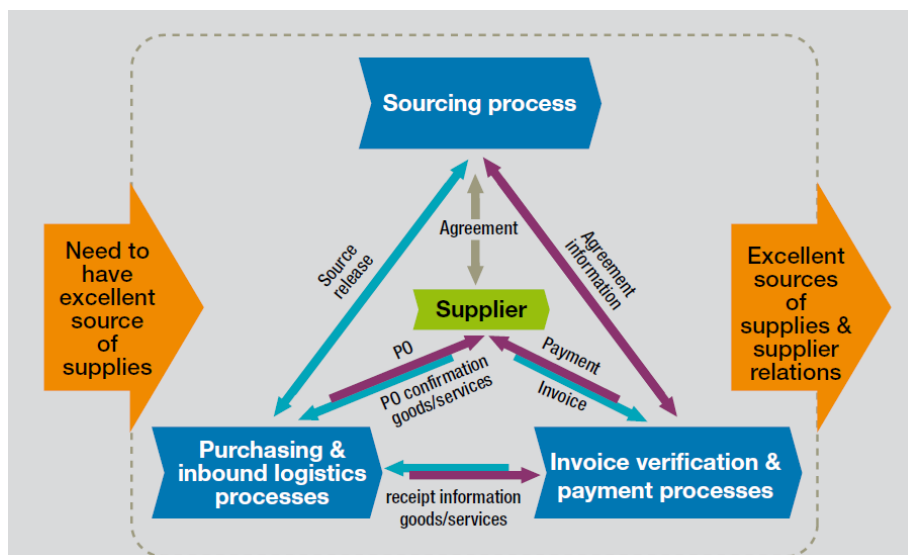 Sourcing process
Need to
have
excellent
source
of
supplies
Source
release
Agreement
Agreement
information
Excellent
sources
of
supplies &
supplier
relations
Supplier
PO
PO confirmation
goods/services
Payment
Invoice
Purchasing &
inbound logistics
processes
receipt information
goods/services
Invoice verification &
payment processes